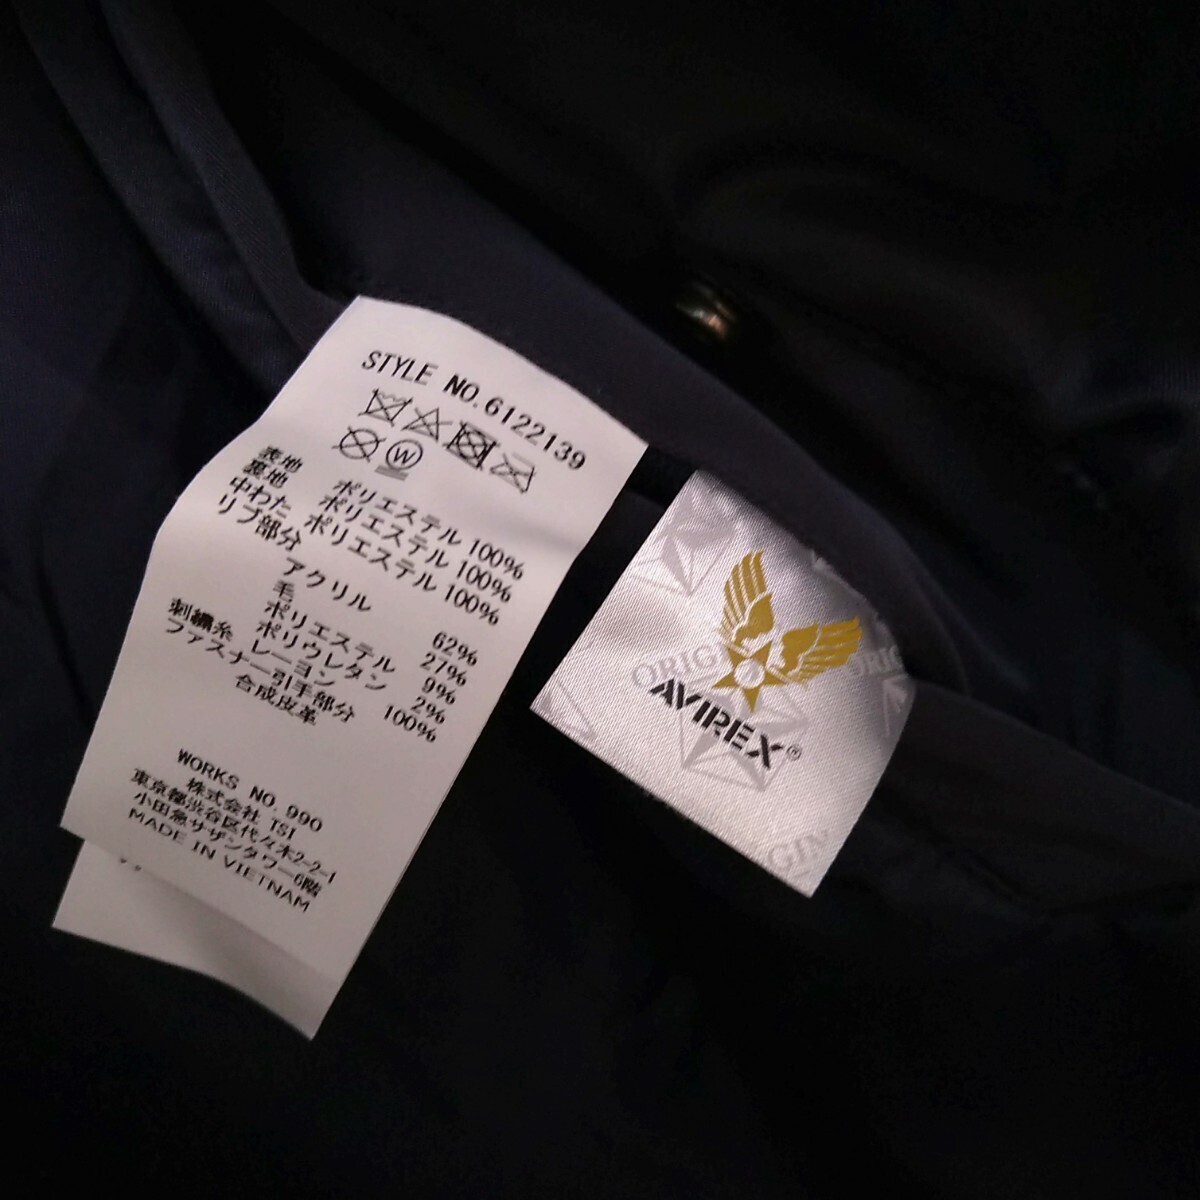 STYLE NO.6122139
W
表地 ポリエステル 100%
裏地 ポリエステル 100%
中わた ポリエステル 100%
リブ部分
アクリル 62%
毛 27%
ポリエステル 9%
ポリウレタン 2%
刺繍糸 レーヨン 100%
ファスナー引手部分
合成皮革
WORKS NO.990
株式会社 TSI
東京都渋谷区代々木2-2-1
小田急サザンタワー6階
MADE IN VIETNAM
ORIG
ORIG
AVIREX®